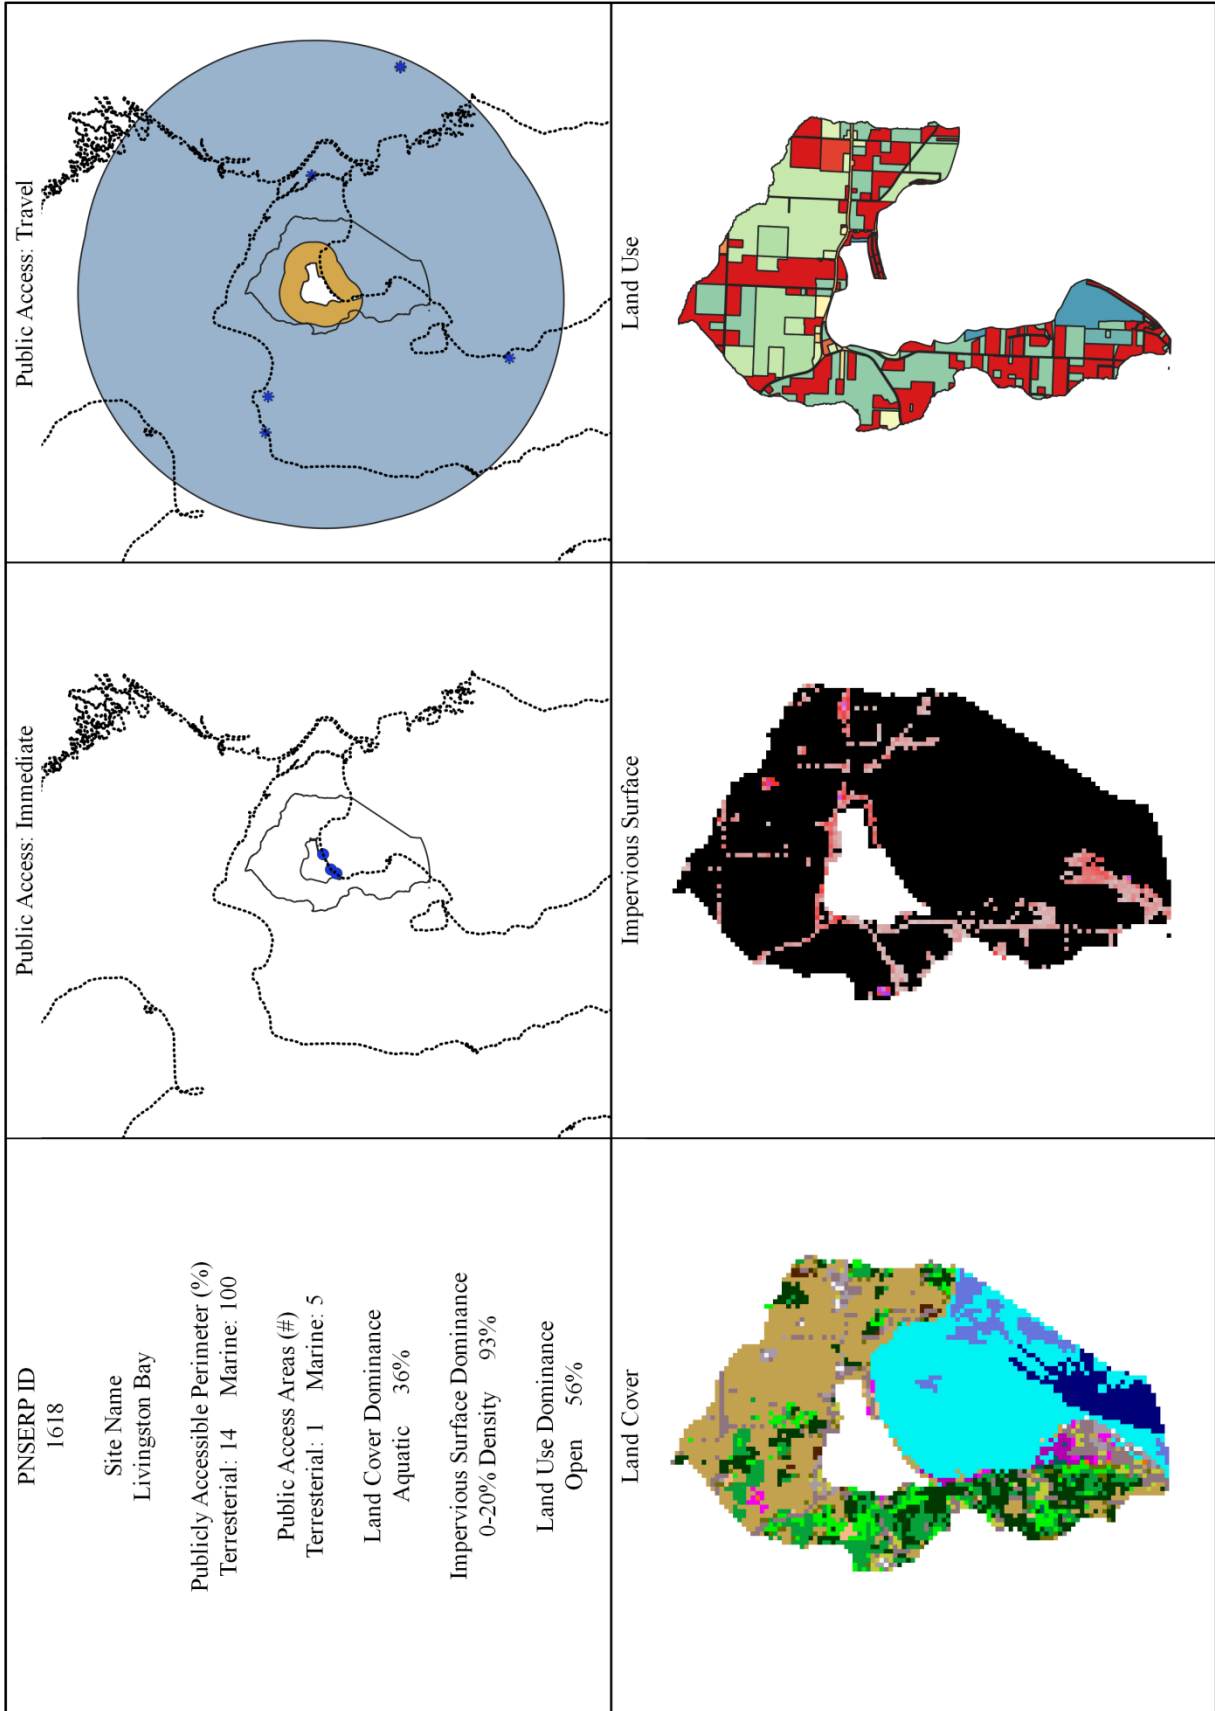 PNSERP ID
1618
Site Name
Livingston Bay
Publicly Accessible Perimeter (%)
Terresterial: 14 Marine: 100
Public Access Areas (#)
Terresterial: 1 Marine: 5
Land Cover Dominance
Aquatic 36%
Impervious Surface Dominance
0-20% Density 93%
Land Use Dominance
Open 56%
Public Access: Immediate
Public Access: Travel
Land Cover
Impervious Surface
Land Use